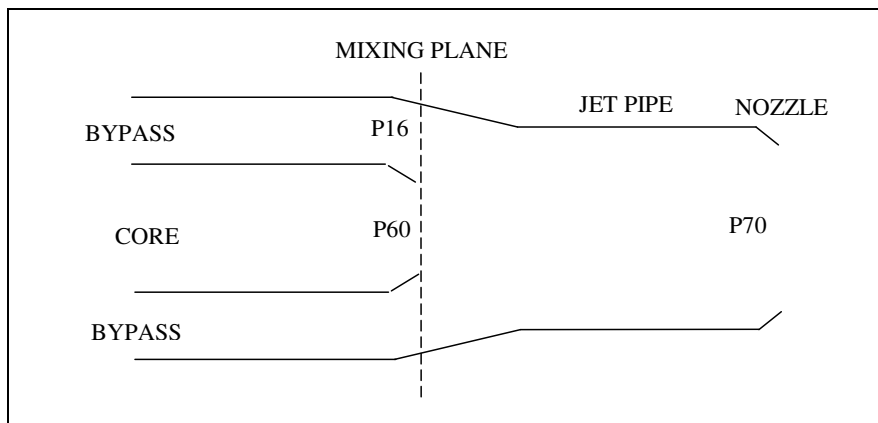 MIXING PLANE
JET PIPE
NOZZLE
BYPASS
P16
CORE
P60
P70
BYPASS